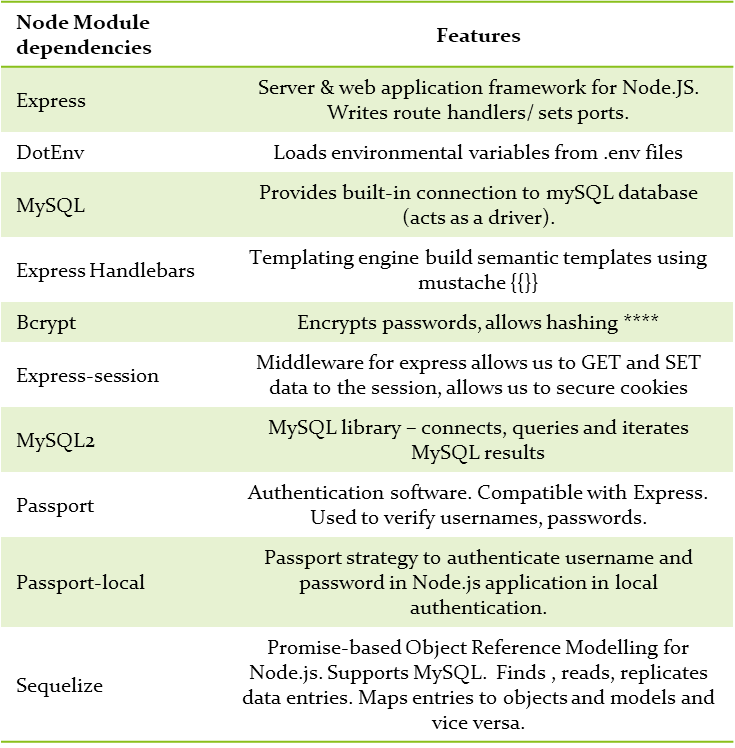 Node Module
dependencies
Features
Express
Server & web application framework for Node.JS.
Writes route handlers/ sets ports.
DotEnv
Loads environmental variables from .env files
MySQL
Provides built-in connection to mySQL database
(acts as a driver).
Express Handlebars
Templating engine build semantic templates using
mustache {{}}
Bcrypt
Encrypts passwords, allows hashing ****
Express-session
Middleware for express allows us to GET and SET
data to the session, allows us to secure cookies
MySQL2
MySQL library – connects, queries and iterates
MySQL results
Passport
Authentication software. Compatible with Express.
Used to verify usernames, passwords.
Passport-local
Passport strategy to authenticate username and
password in Node.js application in local
authentication.
Sequelize
Promise-based Object Reference Modelling for
Node.js. Supports MySQL.  Finds , reads, replicates
data entries. Maps entries to objects and models and
vice versa.